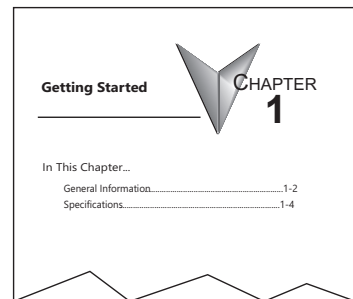 Getting Started
CHAPTER
1
In This Chapter...
General Information..............................................................1-2
Specifications........................................................................1-4